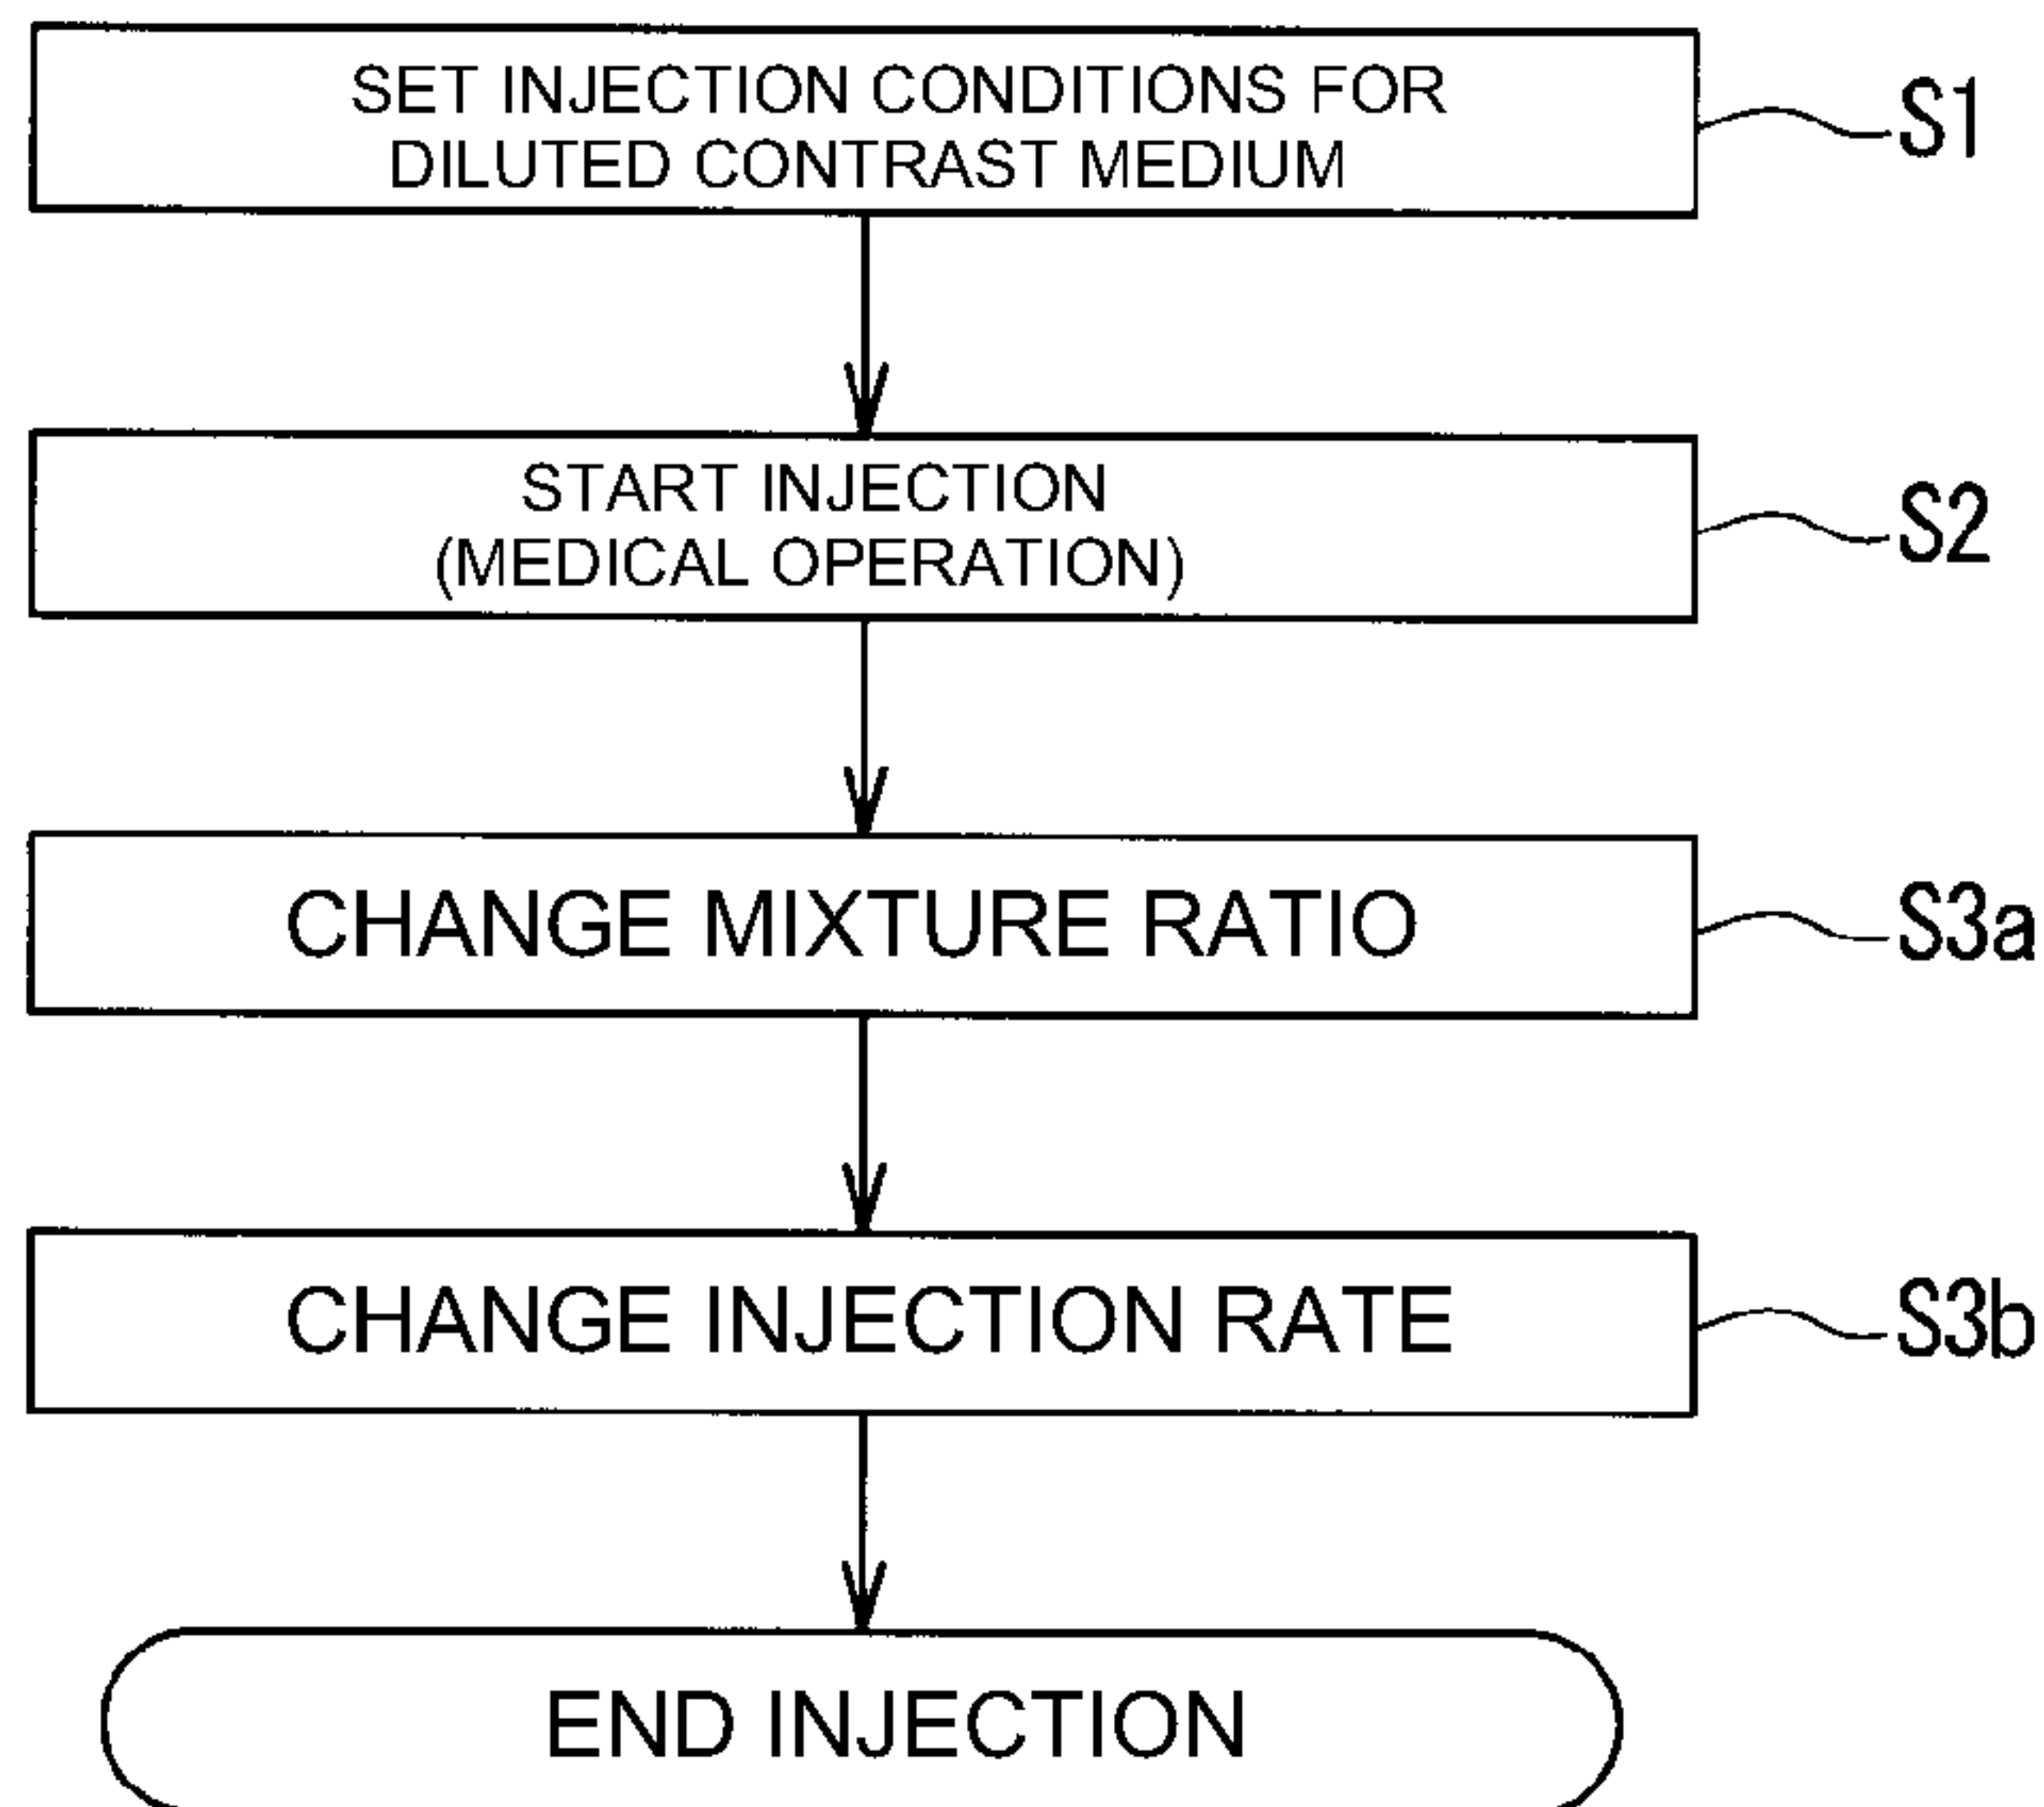 SET INJECTION CONDITIONS FOR
DILUTED CONTRAST MEDIUM
S1
START INJECTION
(MEDICAL OPERATION)
S2
CHANGE MIXTURE RATIO
S3a
CHANGE INJECTION RATE
S3b
END INJECTION